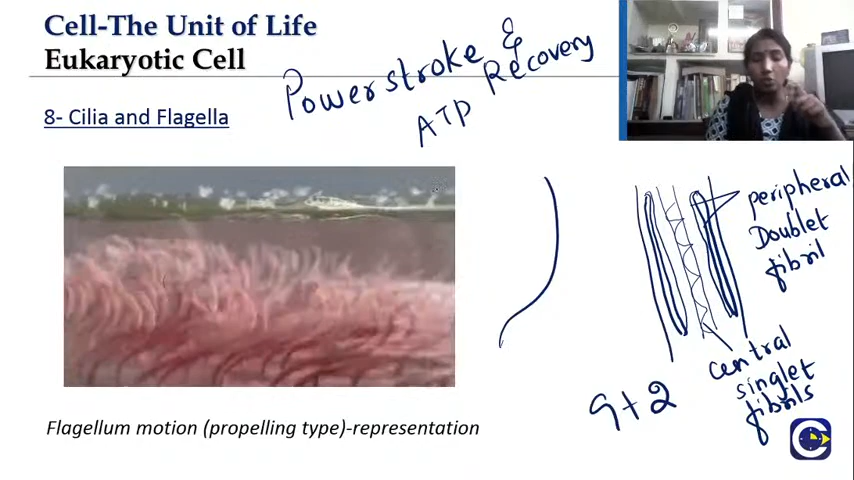 Cell-The Unit of Life
Eukaryotic Cell
8- Cilia and Flagella
Powerstroke &
ATP Recovery
peripheral
Doublet
fibril
central
singlet
fibrils
9+2
Flagellum motion (propelling type)-representation